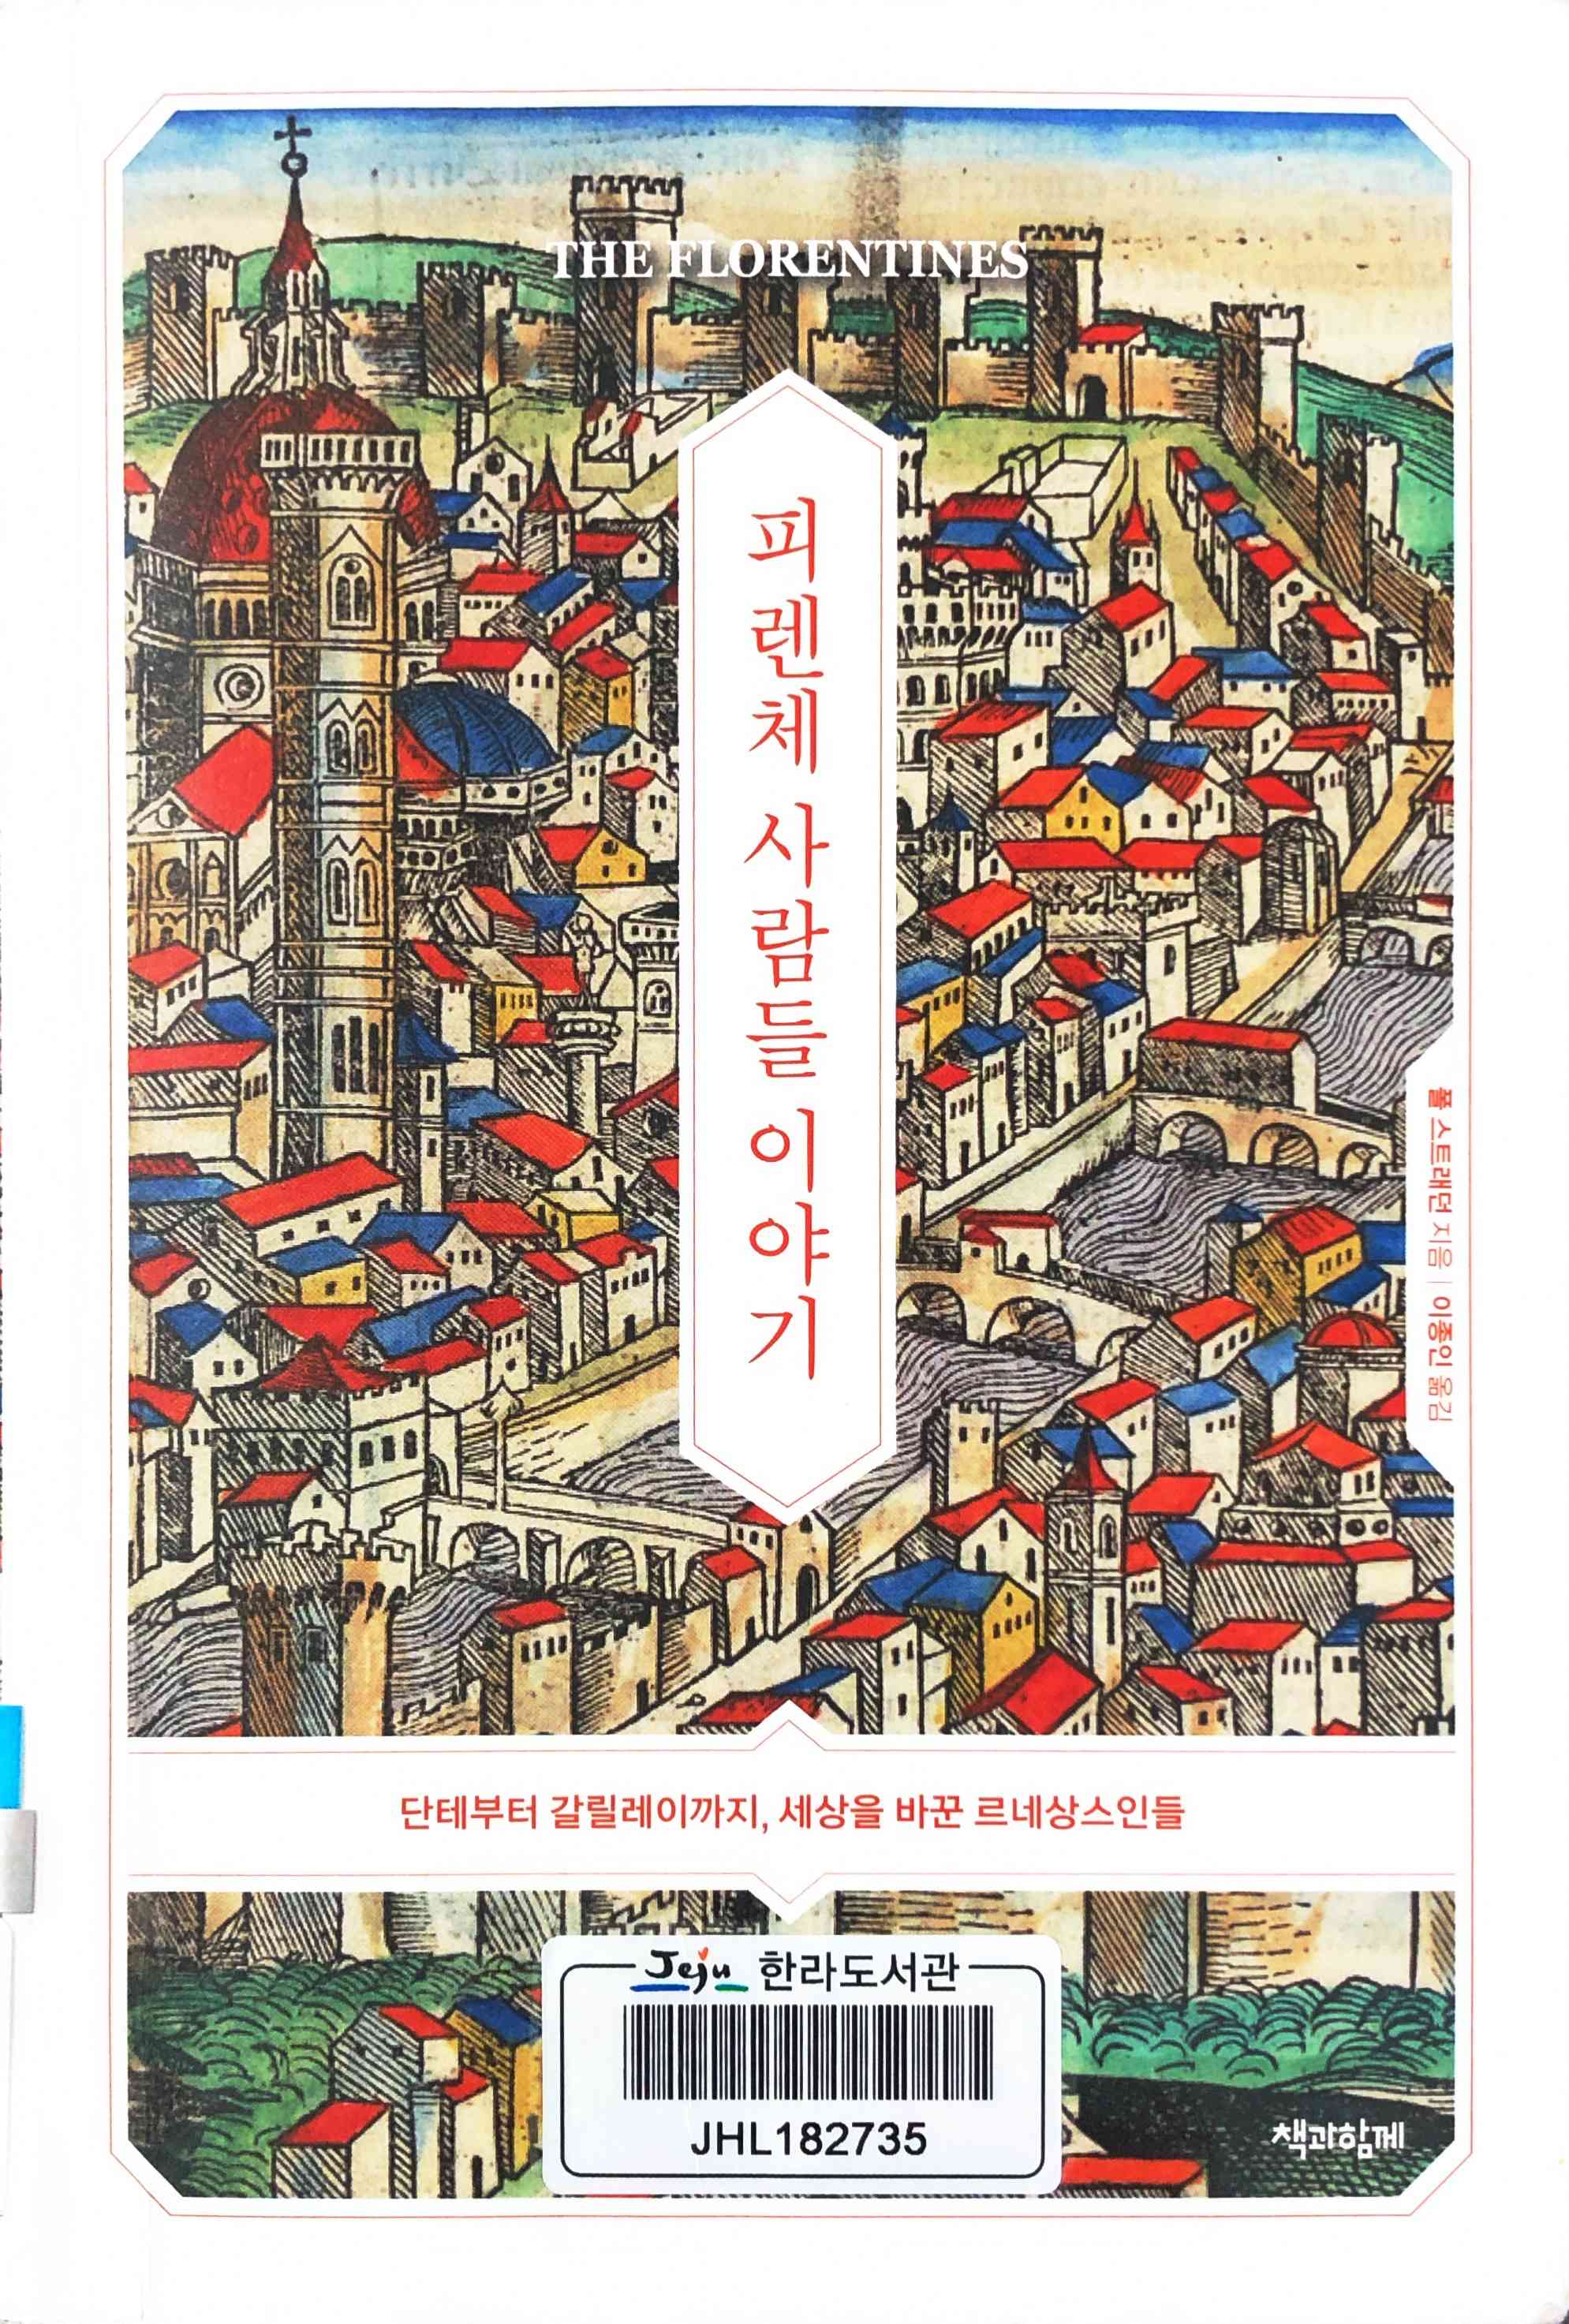 THE FLORENTINES
피렌체 사람들 이야기
폴 스트래던 지음 | 이종인 옮김
단테부터 갈릴레이까지, 세상을 바꾼 르네상스인들
Jeju 한라도서관
JHL182735
책과함께